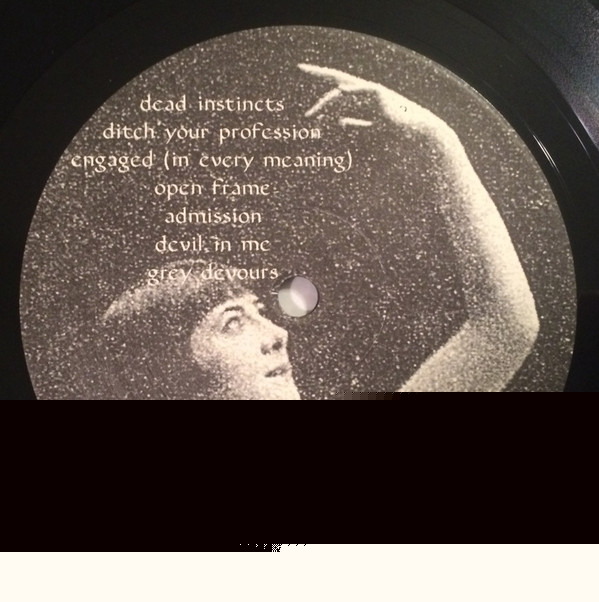 dead instincts
ditch your profession
engaged (in every meaning)
open frame
admission
devil in me
grey devours